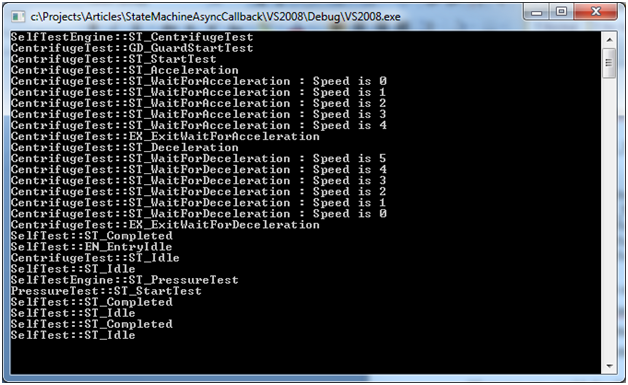 c:\Projects\Articles\StateMachineAsyncCallback\VS2008\Debug\VS2008.exe
SelfTestEngine::ST_CentrifugeTest
CentrifugeTest::GD_GuardStartTest
CentrifugeTest::ST_StartTest
CentrifugeTest::ST_Acceleration
CentrifugeTest::ST_WaitForAcceleration : Speed is 0
CentrifugeTest::ST_WaitForAcceleration : Speed is 1
CentrifugeTest::ST_WaitForAcceleration : Speed is 2
CentrifugeTest::ST_WaitForAcceleration : Speed is 3
CentrifugeTest::ST_WaitForAcceleration : Speed is 4
CentrifugeTest::EX_ExitWaitForAcceleration
CentrifugeTest::ST_Deceleration
CentrifugeTest::ST_WaitForDeceleration : Speed is 5
CentrifugeTest::ST_WaitForDeceleration : Speed is 4
CentrifugeTest::ST_WaitForDeceleration : Speed is 3
CentrifugeTest::ST_WaitForDeceleration : Speed is 2
CentrifugeTest::ST_WaitForDeceleration : Speed is 1
CentrifugeTest::ST_WaitForDeceleration : Speed is 0
CentrifugeTest::EX_ExitWaitForDeceleration
SelfTest::ST_Completed
SelfTest::EN_EntryIdle
CentrifugeTest::ST_Idle
SelfTest::ST_Idle
SelfTestEngine::ST_PressureTest
PressureTest::ST_StartTest
SelfTest::ST_Completed
SelfTest::ST_Idle
SelfTest::ST_Completed
SelfTest::ST_Idle